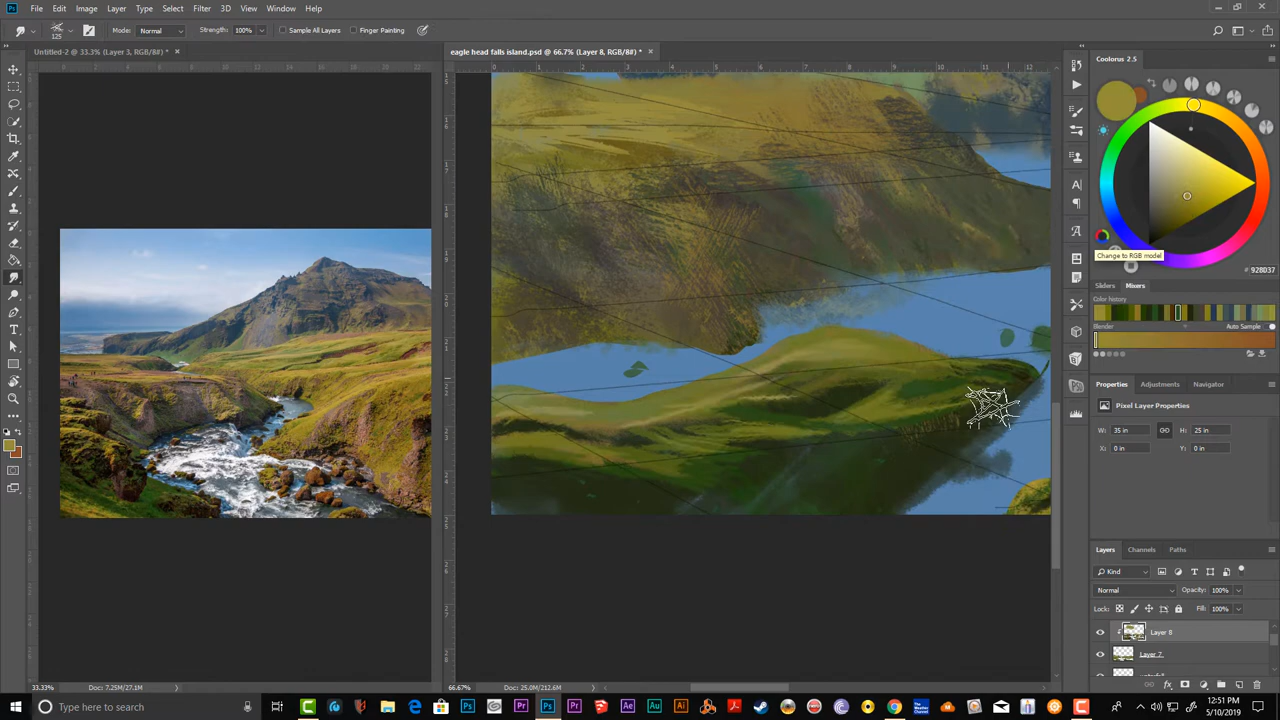 Ps File Edit Image Layer Type Select Filter 3D View Window Help
125 Mode: Normal Strength: 100% Sample All Layers Finger Painting
Untitled-2 @ 33.3% (Layer 3, RGB/8#) * ×
eagle head falls island.psd @ 66.7% (Layer 8, RGB/8#) * ×
Coolorus 2.5
Change to RGB model
# 928D37
Sliders Mixers
Color history
Blender Auto Sample
Properties Adjustments Navigator
Pixel Layer Properties
W: 35 in H: 25 in
X: 0 in Y: 0 in
Layers Channels Paths
Kind
Normal Opacity: 100%
Lock: Fill: 100%
Layer 8
Layer 7
33.33% Doc: 7.25M/27.1M
66.67% Doc: 25.0M/212.6M
Type here to search
12:51 PM
5/10/2019